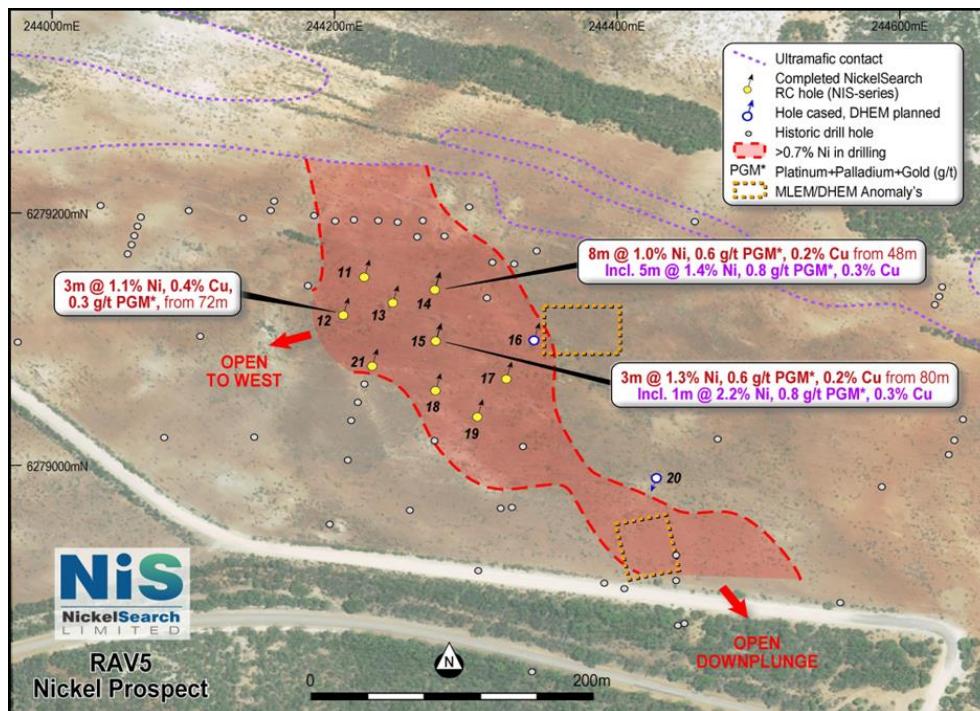 244000mE
244200mE
244400mE
244600mE
Ultramafic contact
Completed NickelSearch
RC hole (NIS-series)
Hole cased, DHEM planned
Historic drill hole
>0.7% Ni in drilling
PGM* Platinum+Palladium+Gold (g/t)
MLEM/DHEM Anomaly's
6279200mN
8m @ 1.0% Ni, 0.6 g/t PGM*, 0.2% Cu from 48m
Incl. 5m @ 1.4% Ni, 0.8 g/t PGM*, 0.3% Cu
3m @ 1.1% Ni, 0.4% Cu,
0.3 g/t PGM*, from 72m
11
14
13
12
15
16
OPEN
TO WEST
21
17
3m @ 1.3% Ni, 0.6 g/t PGM*, 0.2% Cu from 80m
Incl. 1m @ 2.2% Ni, 0.8 g/t PGM*, 0.3% Cu
18
19
6279000mN
20
NiS
NickelSearch
LIMITED
RAV5
Nickel Prospect
N
0
200m
OPEN
DOWNPLUNGE